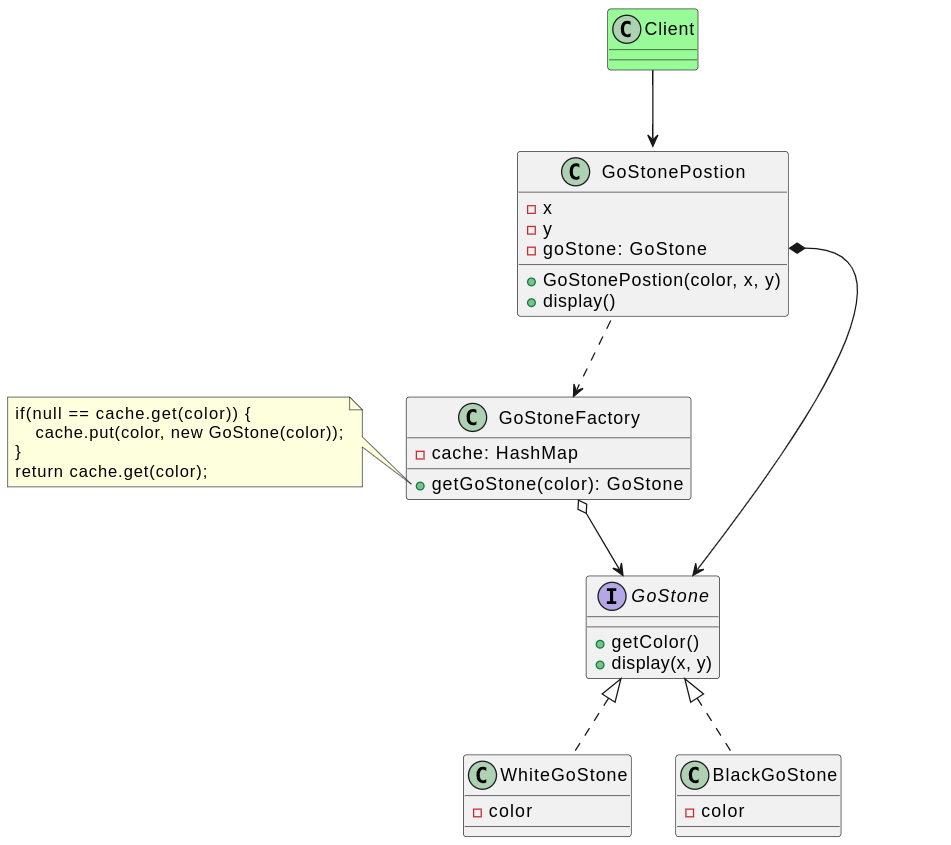 C Client
C GoStonePostion
x
y
goStone: GoStone
GoStonePostion(color, x, y)
display()
if(null == cache.get(color)) {
    cache.put(color, new GoStone(color));
}
return cache.get(color);
C GoStoneFactory
cache: HashMap
getGoStone(color): GoStone
I GoStone
getColor()
display(x, y)
C WhiteGoStone
color
C BlackGoStone
color